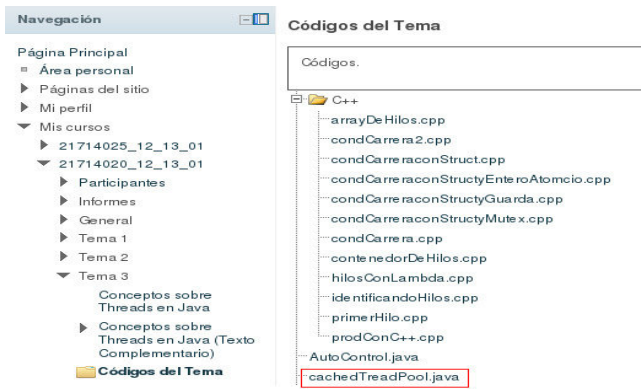 Navegación
Página Principal
Área personal
Páginas del sitio
Mi perfil
Mis cursos
21714025_12_13_01
21714020_12_13_01
Participantes
Informes
General
Tema 1
Tema 2
Tema 3
Conceptos sobre
Threads en Java
Conceptos sobre
Threads en Java (Texto
Complementario)
Códigos del Tema
Códigos del Tema
Códigos.
C++
arrayDeHilos.cpp
condCarrera2.cpp
condCarreraconStruct.cpp
condCarreraconStructyEnteroAtomcio.cpp
condCarreraconStructyGuarda.cpp
condCarreraconStructyMutex.cpp
condCarrera.cpp
contenedorDeHilos.cpp
hilosConLambda.cpp
identificandoHilos.cpp
primerHilo.cpp
prodConC++.cpp
AutoControl.java
cachedTreadPool.java